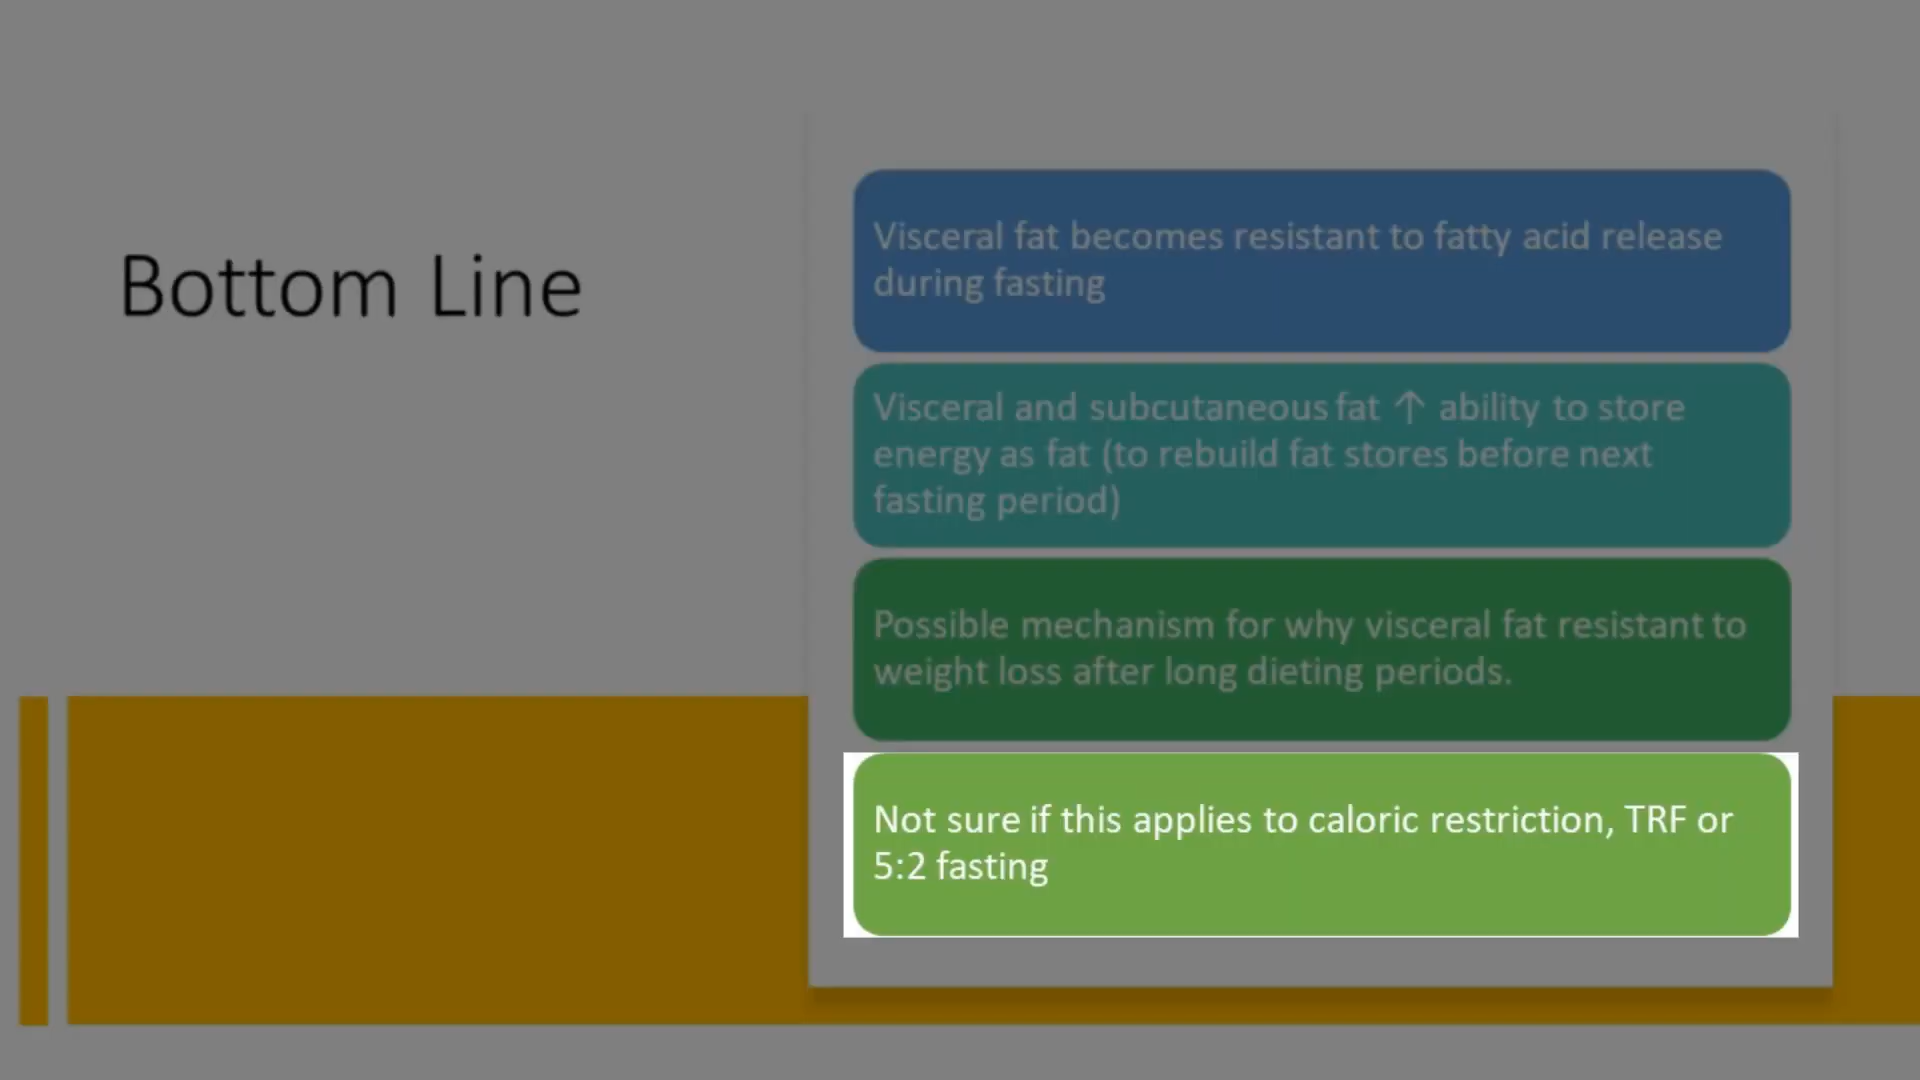 Bottom Line
Visceral fat becomes resistant to fatty acid release
during fasting
Visceral and subcutaneous fat ↑ ability to store
energy as fat (to rebuild fat stores before next
fasting period)
Possible mechanism for why visceral fat resistant to
weight loss after long dieting periods.
Not sure if this applies to caloric restriction, TRF or
5:2 fasting